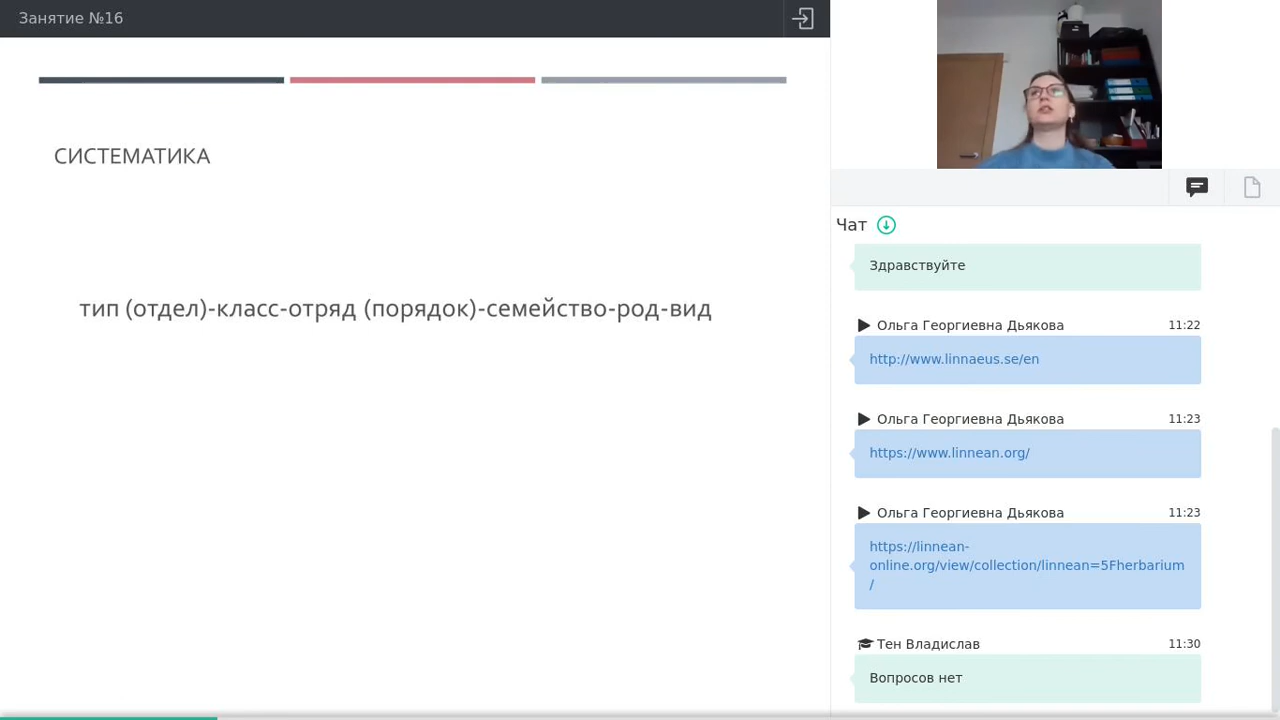 Занятие №16
СИСТЕМАТИКА
тип (отдел)-класс-отряд (порядок)-семейство-род-вид
Чат
Здравствуйте
Ольга Георгиевна Дьякова 11:22
http://www.linnaeus.se/en
Ольга Георгиевна Дьякова 11:23
https://www.linnean.org/
Ольга Георгиевна Дьякова 11:23
https://linnean-
online.org/view/collection/linnean=5Fherbarium
/
Тен Владислав 11:30
Вопросов нет